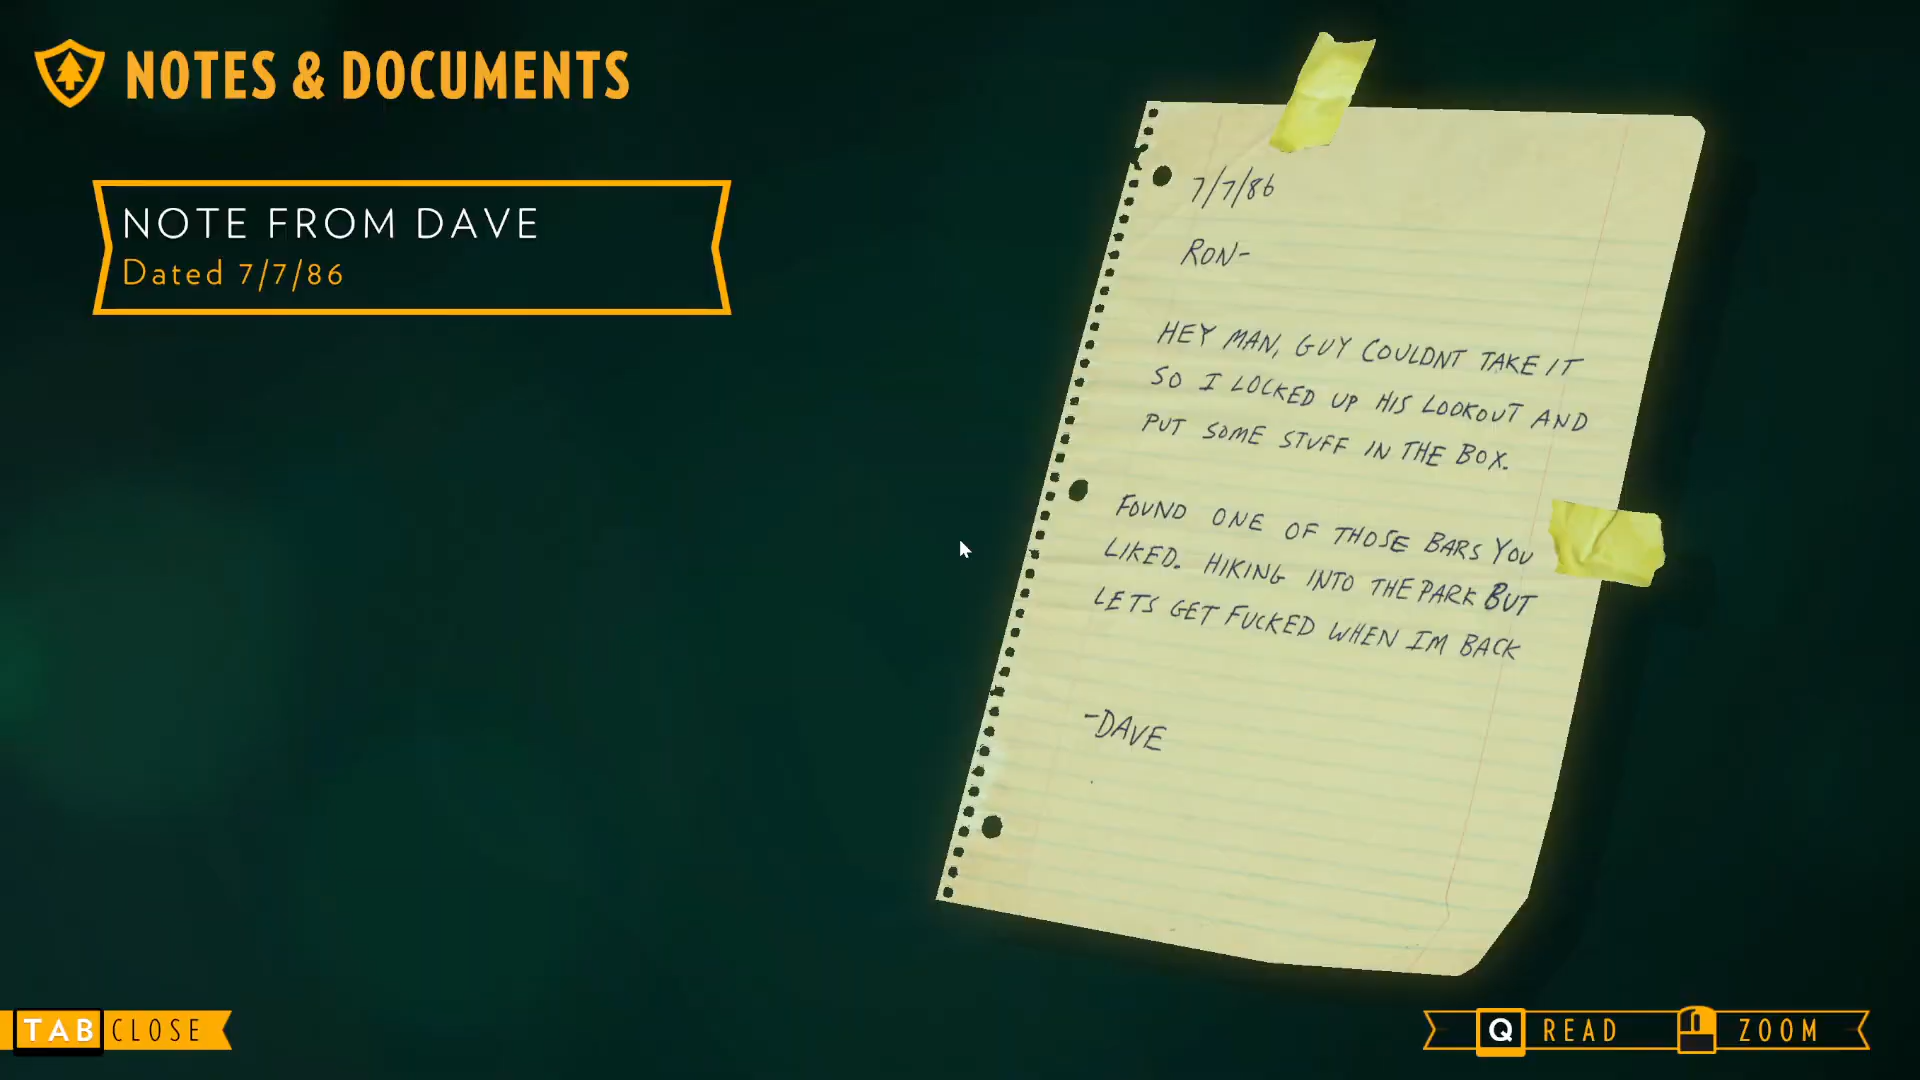 NOTES & DOCUMENTS
NOTE FROM DAVE
Dated 7/7/86
7/7/86
RON-
HEY MAN, GUY COULDNT TAKE IT
SO I LOCKED UP HIS LOOKOUT AND
PUT SOME STUFF IN THE BOX.
FOUND ONE OF THOSE BARS YOU
LIKED. HIKING INTO THE PARK BUT
LETS GET FUCKED WHEN IM BACK
-DAVE
TAB CLOSE
Q READ ZOOM